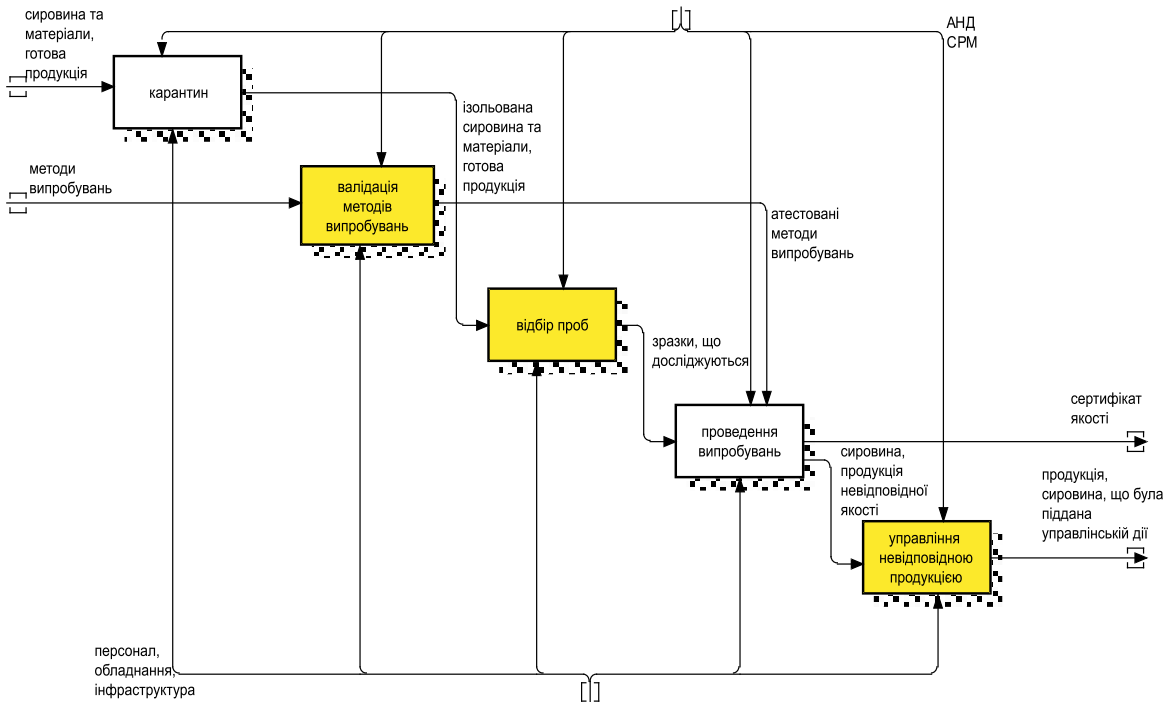 сировина та
матеріали,
готова
продукція
АНД
СРМ
карантин
ізольована
сировина та
матеріали,
готова
продукція
методи
випробувань
валідація
методів
випробувань
атестовані
методи
випробувань
відбір проб
зразки, що
досліджуються
проведення
випробувань
сертифікат
якості
сировина,
продукція
невідповідної
якості
продукція,
сировина, що була
піддана
управлінській дії
управління
невідповідною
продукцією
персонал,
обладнання,
інфраструктура